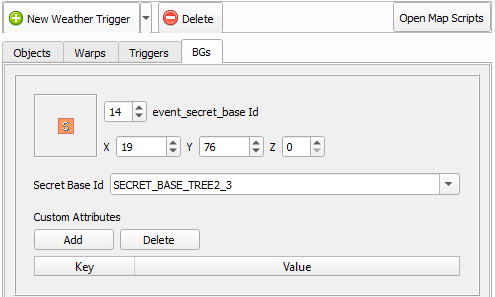 New Weather Trigger Delete Open Map Scripts
Objects Warps Triggers BGs
S 14 event_secret_base Id
X 19 Y 76 Z 0
Secret Base Id SECRET_BASE_TREE2_3
Custom Attributes
Add Delete
Key Value